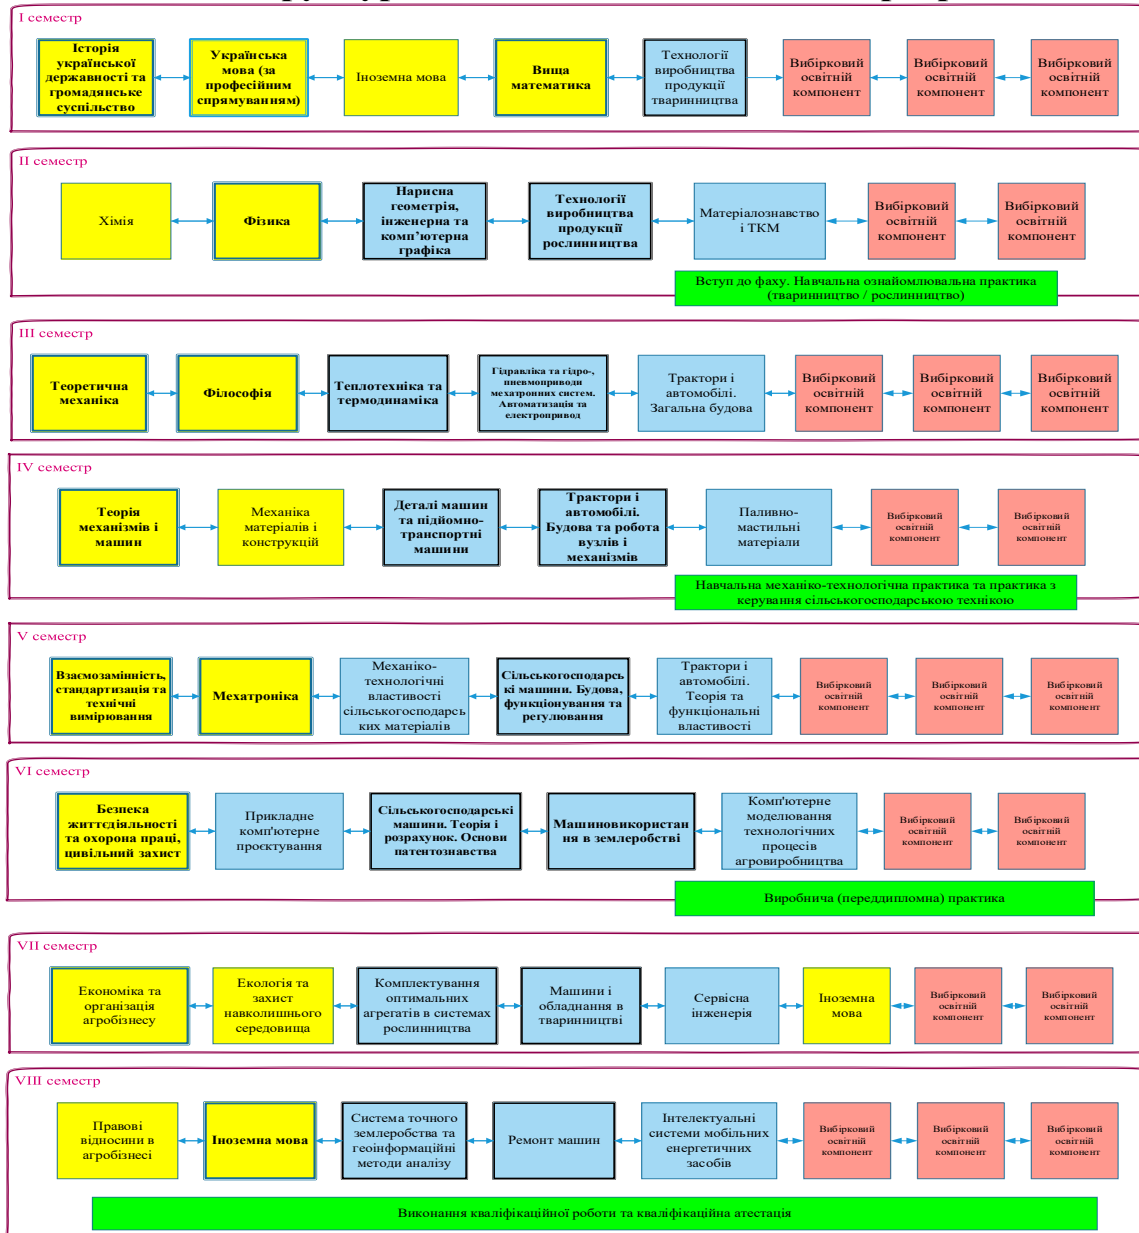 І семестр
Історія
української
державності та
громадянське
суспільство
Українська
мова (за
професійним
спрямуванням)
Іноземна мова
Вища
математика
Технології
виробництва
продукції
тваринництва
Вибірковий
освітній
компонент
Вибірковий
освітній
компонент
Вибірковий
освітній
компонент
ІІ семестр
Хімія
Фізика
Нарисна
геометрія,
інженерна та
комп’ютерна
графіка
Технології
виробництва
продукції
рослинництва
Матеріалознавство
і ТКМ
Вибірковий
освітній
компонент
Вибірковий
освітній
компонент
Вступ до фаху. Навчальна ознайомлювальна практика
(тваринництво / рослинництво)
ІІІ семестр
Теоретична
механіка
Філософія
Теплотехніка та
термодинаміка
Гідравліка та гідро-,
пневмоприводи
мехатронних систем.
Автоматизація та
електропривод
Трактори і
автомобілі.
Загальна будова
Вибірковий
освітній
компонент
Вибірковий
освітній
компонент
Вибірковий
освітній
компонент
IV семестр
Теорія
механізмів і
машин
Механіка
матеріалів і
конструкцій
Деталі машин
та підйомно-
транспортні
машини
Трактори і
автомобілі.
Будова та робота
вузлів і
механізмів
Паливно-
мастильні
матеріали
Вибірковий
освітній
компонент
Вибірковий
освітній
компонент
Навчальна механіко-технологічна практика та практика з
керування сільськогосподарською технікою
V семестр
Взаємозамінність,
стандартизація та
технічні
вимірювання
Мехатроніка
Механіко-
технологічні
властивості
сільськогосподарсь
ких матеріалів
Сільськогосподарсь
кі машини. Будова,
функціонування та
регулювання
Трактори і
автомобілі.
Теорія та
функціональні
властивості
Вибірковий
освітній
компонент
Вибірковий
освітній
компонент
Вибірковий
освітній
компонент
VI семестр
Безпека
життєдіяльності
та охорона праці,
цивільний захист
Прикладне
комп'ютерне
проєктування
Сільськогосподарські
машини. Теорія і
розрахунок. Основи
патентознавства
Машиновикористан
ня в землеробстві
Комп'ютерне
моделювання
технологічних
процесів
агровиробництва
Вибірковий
освітній
компонент
Вибірковий
освітній
компонент
Виробнича (переддипломна) практика
VII семестр
Економіка та
організація
агробізнесу
Екологія та
захист
навколишнього
середовища
Комплектування
оптимальних
агрегатів в системах
рослинництва
Машини і
обладнання в
тваринництві
Сервісна
інженерія
Іноземна
мова
Вибірковий
освітній
компонент
Вибірковий
освітній
компонент
VIII семестр
Правові
відносини в
агробізнесі
Іноземна мова
Система точного
землеробства та
геоінформаційні
методи аналізу
Ремонт машин
Інтелектуальні
системи мобільних
енергетичних
засобів
Вибірковий
освітній
компонент
Вибірковий
освітній
компонент
Вибірковий
освітній
компонент
Виконання кваліфікаційної роботи та кваліфікаційна атестація